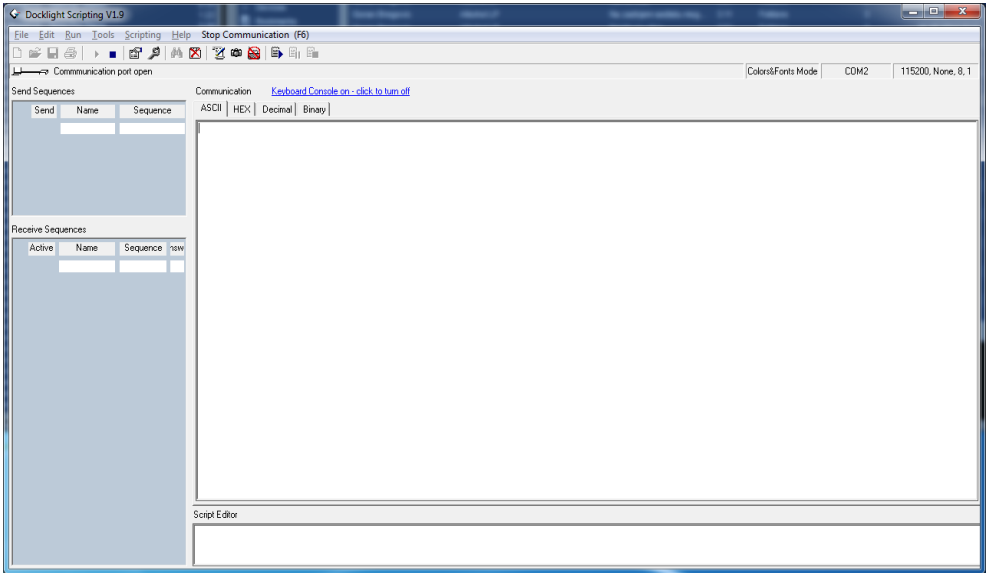 Docklight Scripting V1.9
File Edit Run Tools Scripting Help Stop Communication (F6)
Commmunication port open
Colors&Fonts Mode COM2 115200, None, 8, 1
Send Sequences
Send Name Sequence
Communication Keyboard Console on - click to turn off
ASCII HEX Decimal Binary
Receive Sequences
Active Name Sequence nsw
Script Editor